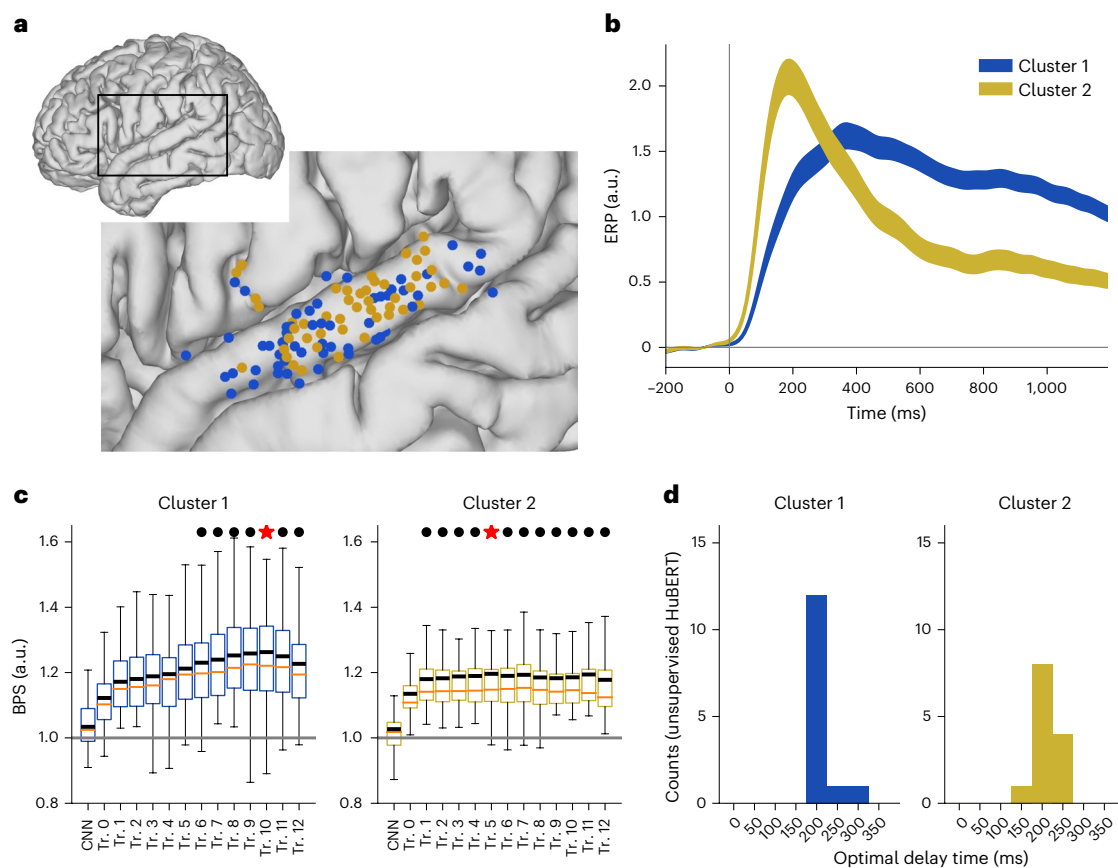 a
b
Cluster 1
Cluster 2
2.0
1.5
1.0
0.5
0
ERP (a.u.)
–200
0
200
400
600
800
1,000
Time (ms)
c
Cluster 1
Cluster 2
1.6
1.4
1.2
1.0
0.8
BPS (a.u.)
CNN
Tr. 0
Tr. 1
Tr. 2
Tr. 3
Tr. 4
Tr. 5
Tr. 6
Tr. 7
Tr. 8
Tr. 9
Tr. 10
Tr. 11
Tr. 12
1.6
1.4
1.2
1.0
0.8
CNN
Tr. 0
Tr. 1
Tr. 2
Tr. 3
Tr. 4
Tr. 5
Tr. 6
Tr. 7
Tr. 8
Tr. 9
Tr. 10
Tr. 11
Tr. 12
d
Cluster 1
Cluster 2
15
10
5
0
Counts (unsupervised HuBERT)
0
50
100
150
200
250
300
350
15
10
5
0
0
50
100
150
200
250
300
350
Optimal delay time (ms)